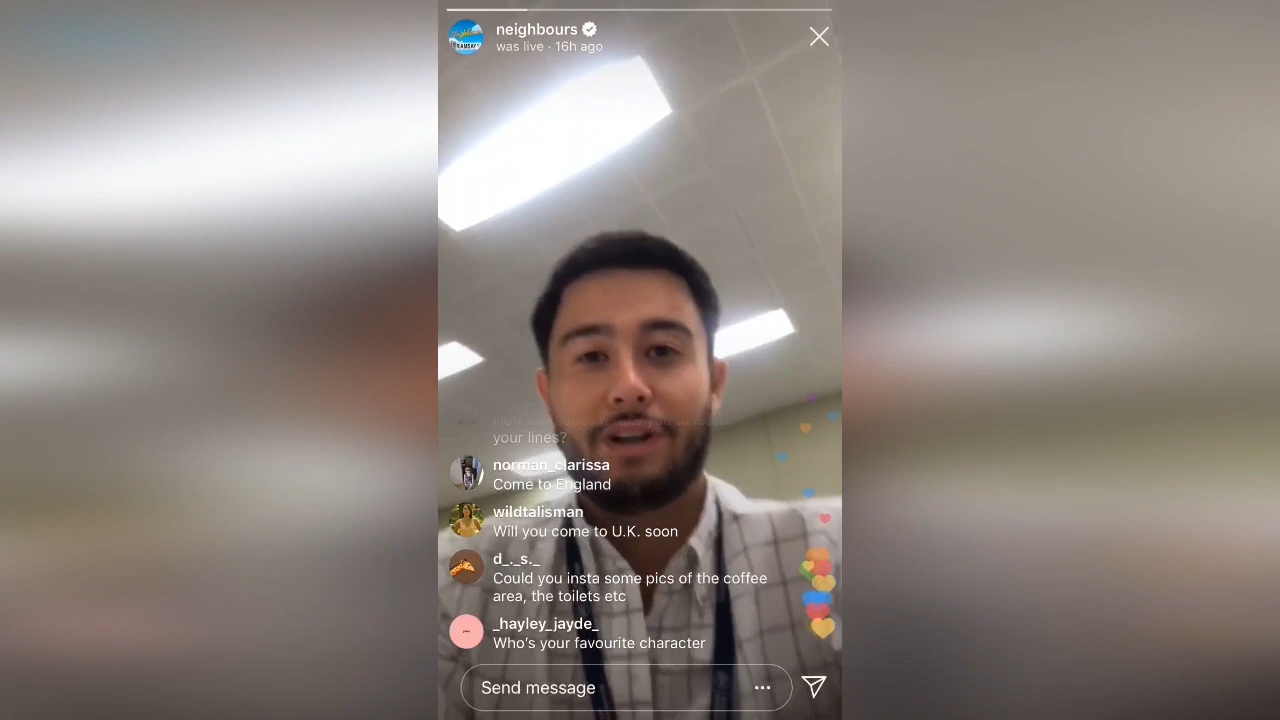 neighbours
was live · 16h ago
RAMSAY
your lines?
norman_clarissa
Come to England
wildtalisman
Will you come to U.K. soon
d_._s._
Could you insta some pics of the coffee
area, the toilets etc
_hayley_jayde_
Who's your favourite character
Send message